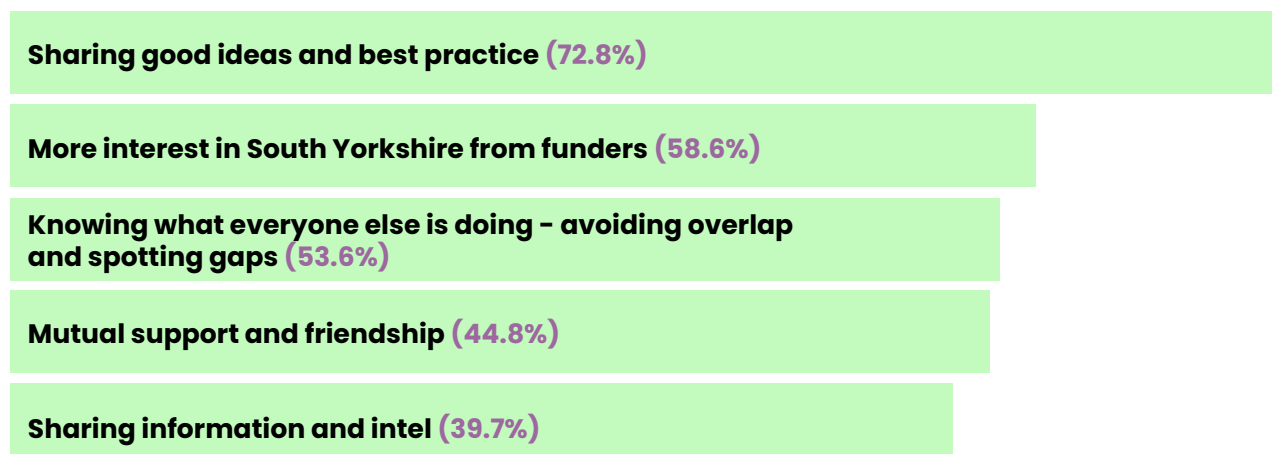 Sharing good ideas and best practice (72.8%)
More interest in South Yorkshire from funders (58.6%)
Knowing what everyone else is doing - avoiding overlap
and spotting gaps (53.6%)
Mutual support and friendship (44.8%)
Sharing information and intel (39.7%)